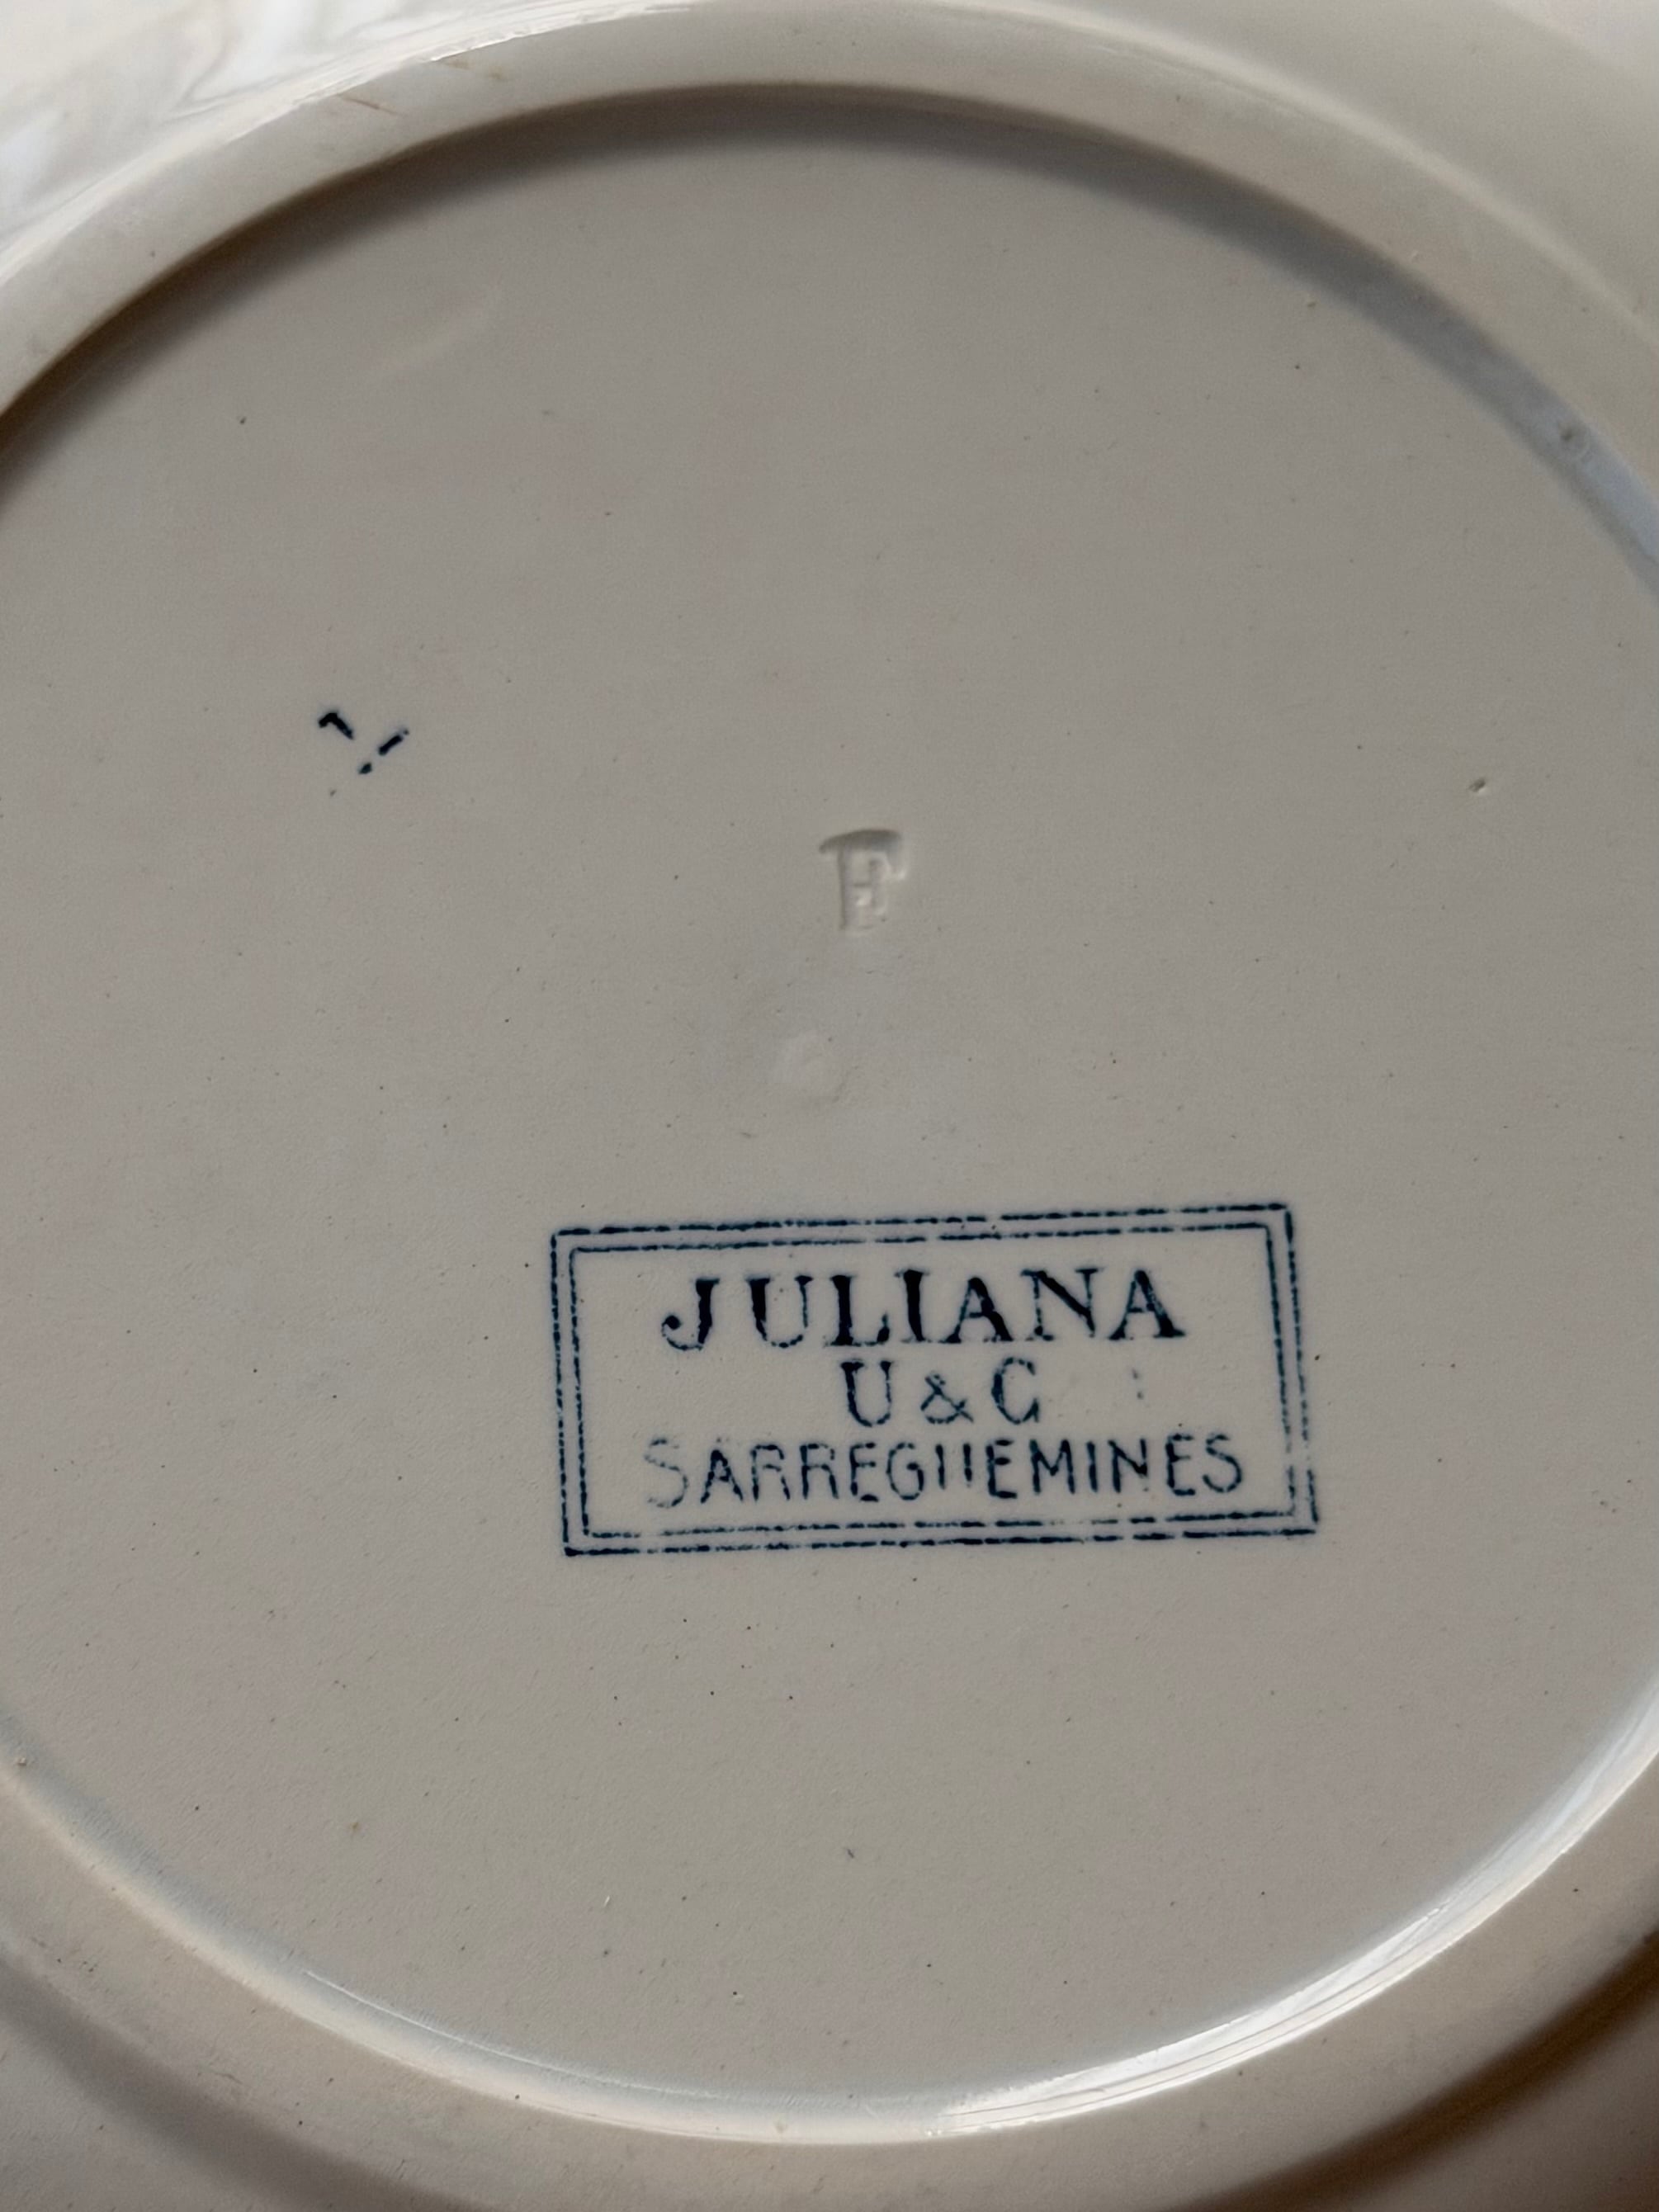 F
JULIANA
U & C
SARREGUEMINES